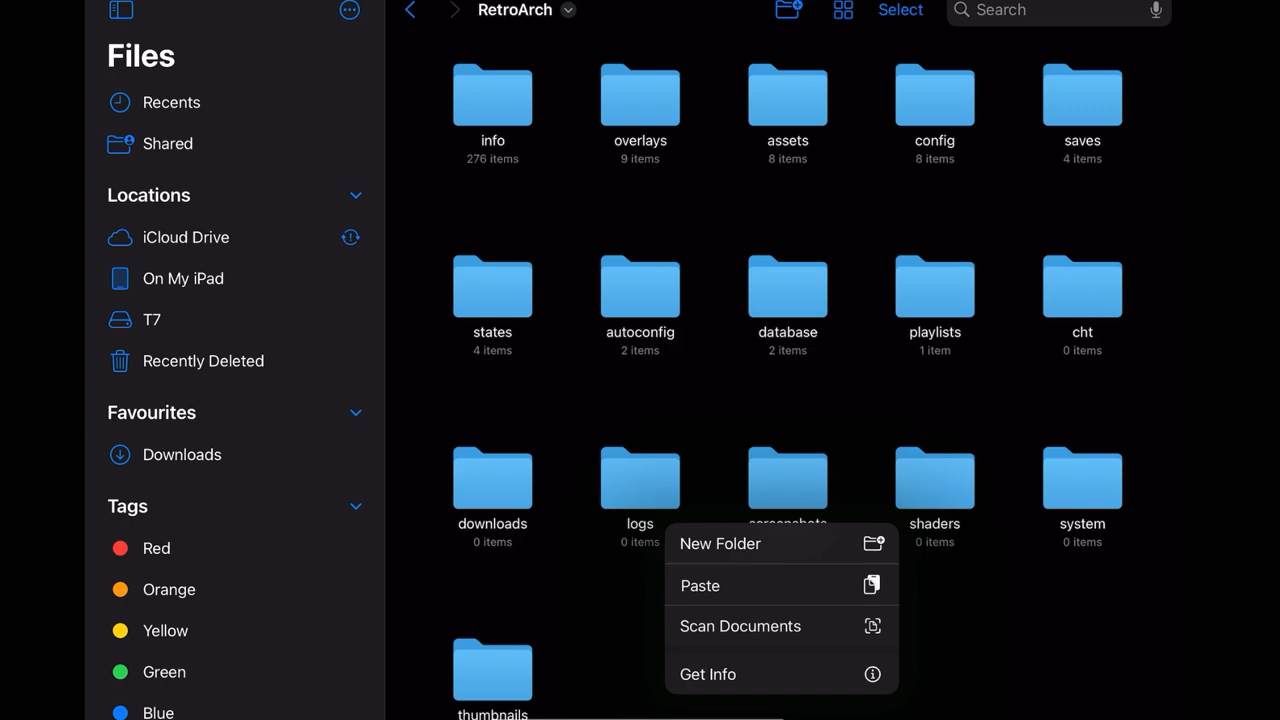 RetroArch
Select
Search
Files
Recents
Shared
Locations
iCloud Drive
On My iPad
T7
Recently Deleted
Favourites
Downloads
Tags
Red
Orange
Yellow
Green
Blue
info
overlays
assets
config
saves
276 items
9 items
8 items
8 items
4 items
states
autoconfig
database
playlists
cht
4 items
2 items
2 items
1 item
0 items
downloads
logs
screenshots
shaders
system
0 items
0 items
0 items
0 items
New Folder
Paste
Scan Documents
Get Info
thumbnails